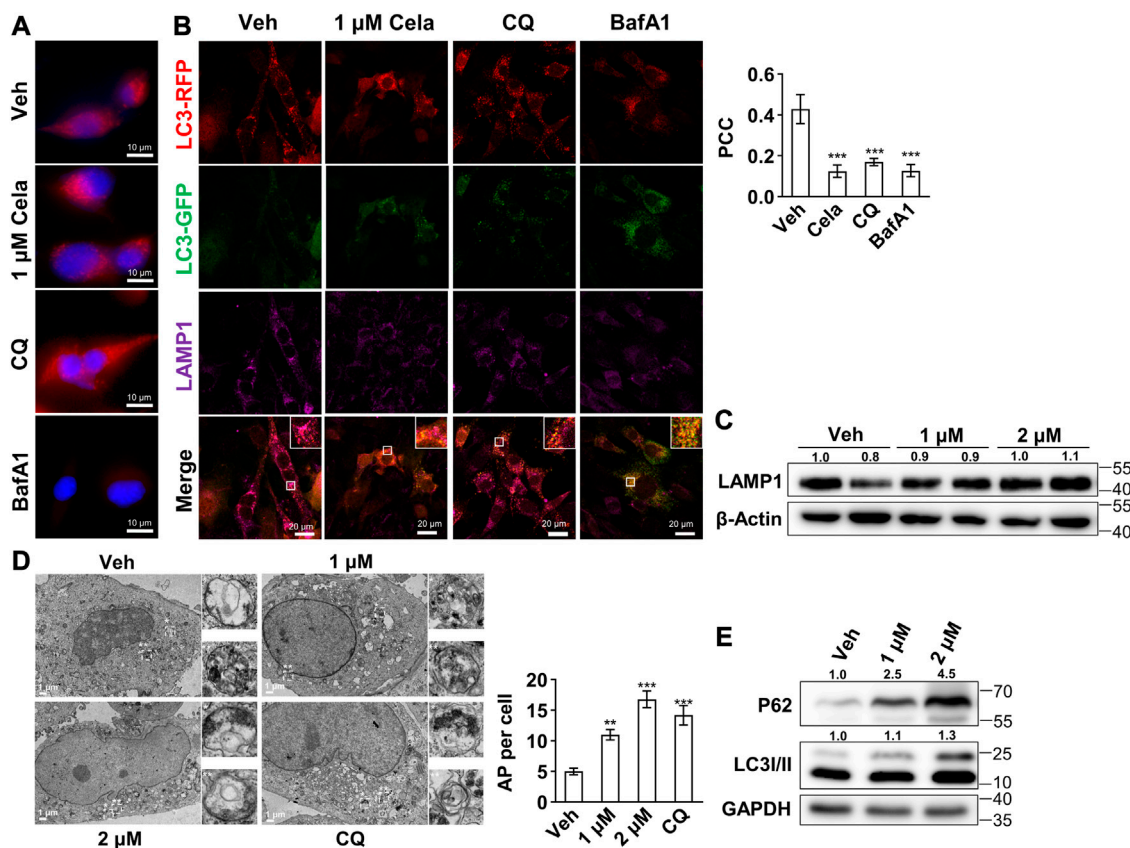 A
Veh
10 µm
1 µM Cela
10 µm
10 µm
CQ
10 µm
BafA1
10 µm
B
Veh
1 µM Cela
CQ
BafA1
LC3-RFP
LC3-GFP
LAMP1
Merge
20 µm
20 µm
20 µm
20 µm
PCC
0.6
0.4
0.2
0.0
***
***
***
Veh
Cela
CQ
BafA1
C
Veh
1 µM
2 µM
1.0 0.8 0.9 0.9 1.0 1.1
LAMP1
55
40
β-Actin
55
40
D
Veh
1 µM
1 µm
1 µm
1 µm
1 µm
2 µM
CQ
AP per cell
20
15
10
5
0
**
***
***
Veh
1 µM
2 µM
CQ
E
Veh
1 µM
2 µM
1.0 2.5 4.5
P62
70
55
1.0 1.1 1.3
LC3I/II
25
10
GAPDH
40
35